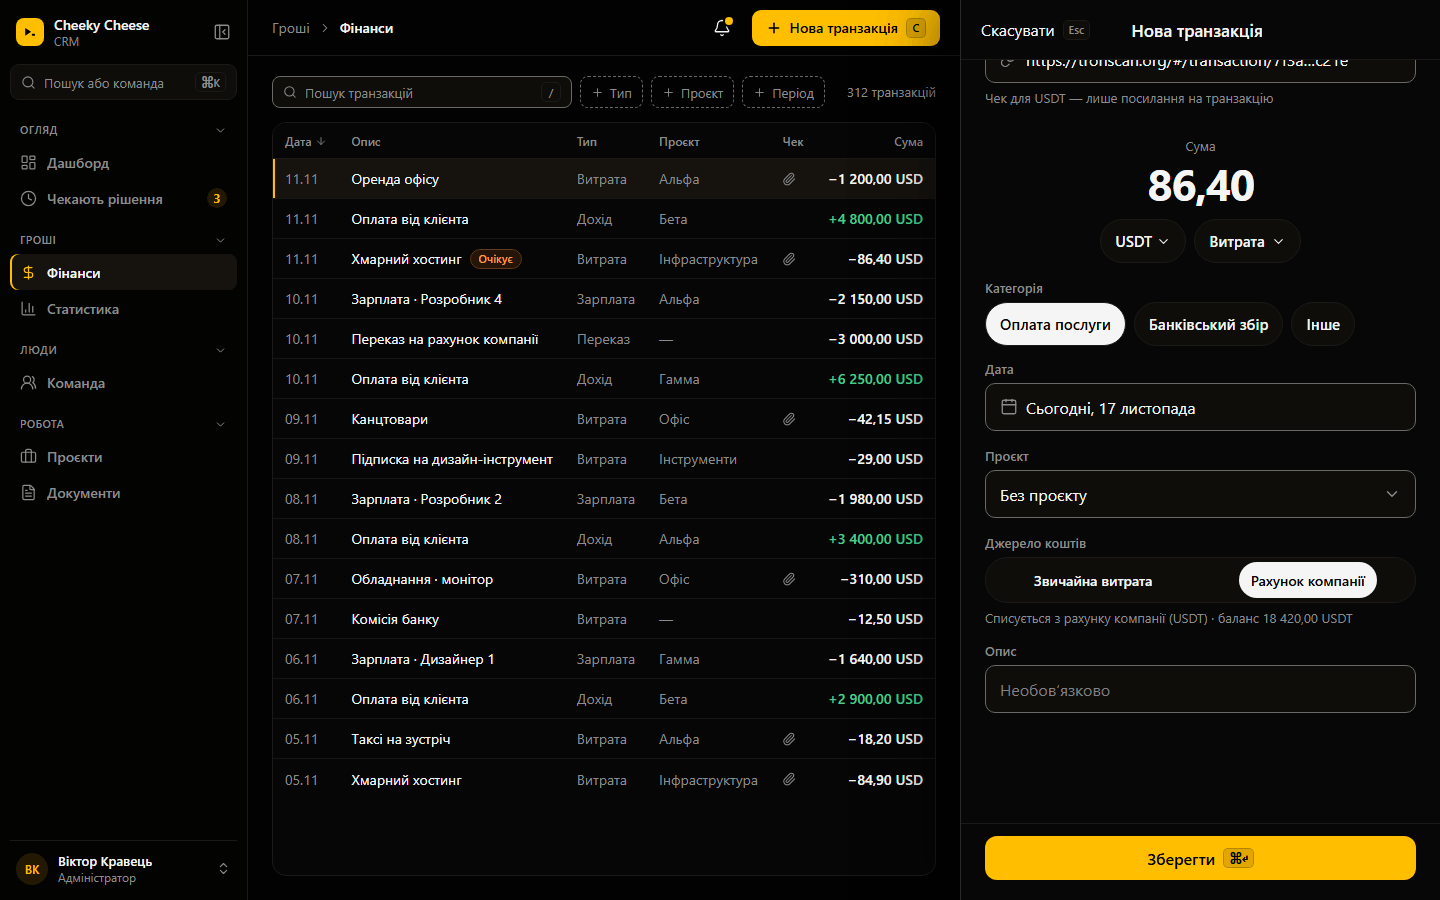 Cheeky Cheese
CRM
Пошук або команда ⌘K
ОГЛЯД
Дашборд
Чекають рішення 3
ГРОШІ
Фінанси
Статистика
ЛЮДИ
Команда
РОБОТА
Проєкти
Документи
ВК
Віктор Кравець
Адміністратор
Гроші > Фінанси
+ Нова транзакція C
Пошук транзакцій /
+ Тип
+ Проєкт
+ Період
312 транзакцій
Дата ↓ Опис Тип Проєкт Чек Сума
11.11 Оренда офісу Витрата Альфа −1 200,00 USD
11.11 Оплата від клієнта Дохід Бета +4 800,00 USD
11.11 Хмарний хостинг Очікує Витрата Інфраструктура −86,40 USD
10.11 Зарплата · Розробник 4 Зарплата Альфа −2 150,00 USD
10.11 Переказ на рахунок компанії Переказ — −3 000,00 USD
10.11 Оплата від клієнта Дохід Гамма +6 250,00 USD
09.11 Канцтовари Витрата Офіс −42,15 USD
09.11 Підписка на дизайн-інструмент Витрата Інструменти −29,00 USD
08.11 Зарплата · Розробник 2 Зарплата Бета −1 980,00 USD
08.11 Оплата від клієнта Дохід Альфа +3 400,00 USD
07.11 Обладнання · монітор Витрата Офіс −310,00 USD
07.11 Комісія банку Витрата — −12,50 USD
06.11 Зарплата · Дизайнер 1 Зарплата Гамма −1 640,00 USD
06.11 Оплата від клієнта Дохід Бета +2 900,00 USD
05.11 Таксі на зустріч Витрата Альфа −18,20 USD
05.11 Хмарний хостинг Витрата Інфраструктура −84,90 USD
Скасувати Esc
Нова транзакція
https://tronscan.org/#/transaction/713a…c21e
Чек для USDT — лише посилання на транзакцію
Сума
86,40
USDT
Витрата
Категорія
Оплата послуги
Банківський збір
Інше
Дата
Сьогодні, 17 листопада
Проєкт
Без проєкту
Джерело коштів
Звичайна витрата
Рахунок компанії
Списується з рахунку компанії (USDT) · баланс 18 420,00 USDT
Опис
Необов'язково
Зберегти ⌘↵